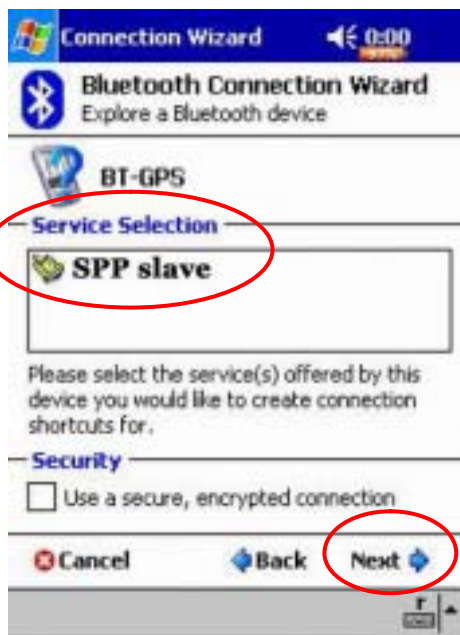 Connection Wizard 0:00
Bluetooth Connection Wizard
Explore a Bluetooth device
BT-GPS
Service Selection
SPP slave
Please select the service(s) offered by this
device you would like to create connection
shortcuts for.
Security
Use a secure, encrypted connection
Cancel Back Next